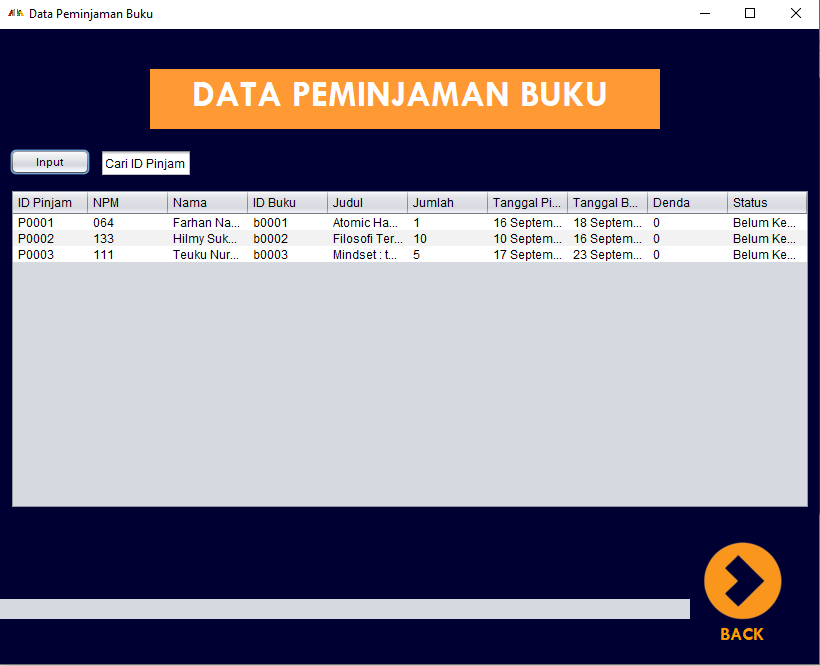 Data Peminjaman Buku
DATA PEMINJAMAN BUKU
Input Cari ID Pinjam
ID Pinjam NPM Nama ID Buku Judul Jumlah Tanggal Pi... Tanggal B... Denda Status
P0001 064 Farhan Na... b0001 Atomic Ha... 1 16 Septem... 18 Septem... 0 Belum Ke...
P0002 133 Hilmy Suk... b0002 Filosofi Ter... 10 10 Septem... 16 Septem... 0 Belum Ke...
P0003 111 Teuku Nur... b0003 Mindset : t... 5 17 Septem... 23 Septem... 0 Belum Ke...
BACK